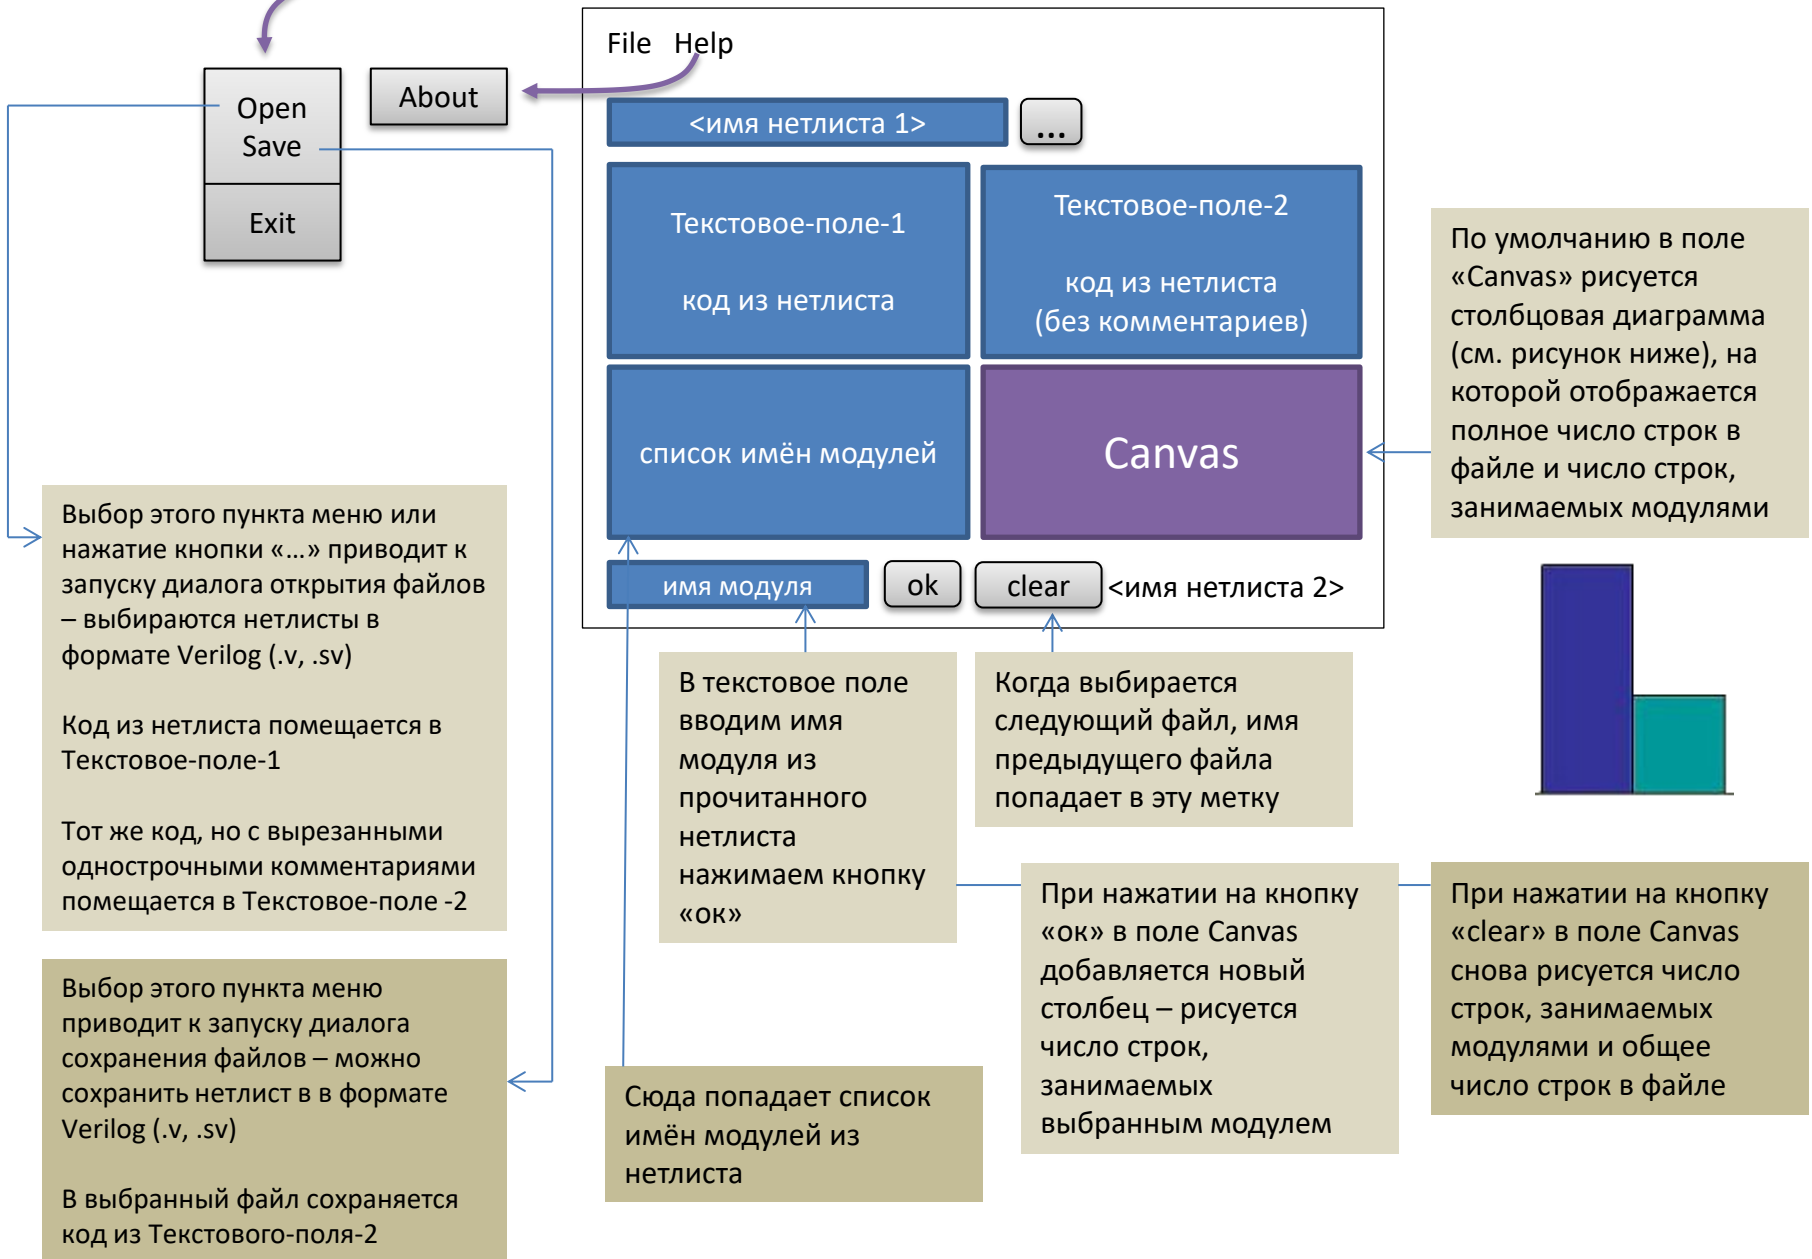 File Help
Open
Save
Exit
About
<имя нетлиста 1>
...
Текстовое-поле-1
код из нетлиста
Текстовое-поле-2
код из нетлиста
(без комментариев)
список имён модулей
Canvas
имя модуля
ok
clear
<имя нетлиста 2>
По умолчанию в поле
«Canvas» рисуется
столбцовая диаграмма
(см. рисунок ниже), на
которой отображается
полное число строк в
файле и число строк,
занимаемых модулями
Выбор этого пункта меню или
нажатие кнопки «...» приводит к
запуску диалога открытия файлов
– выбираются нетлисты в
формате Verilog (.v, .sv)
Код из нетлиста помещается в
Текстовое-поле-1
Тот же код, но с вырезанными
однострочными комментариями
помещается в Текстовое-поле -2
В текстовое поле
вводим имя
модуля из
прочитанного
нетлиста
нажимаем кнопку
«ок»
Когда выбирается
следующий файл, имя
предыдущего файла
попадает в эту метку
При нажатии на кнопку
«ок» в поле Canvas
добавляется новый
столбец – рисуется
число строк,
занимаемых
выбранным модулем
При нажатии на кнопку
«clear» в поле Canvas
снова рисуется число
строк, занимаемых
модулями и общее
число строк в файле
Выбор этого пункта меню
приводит к запуску диалога
сохранения файлов – можно
сохранить нетлист в в формате
Verilog (.v, .sv)
В выбранный файл сохраняется
код из Текстового-поля-2
Сюда попадает список
имён модулей из
нетлиста